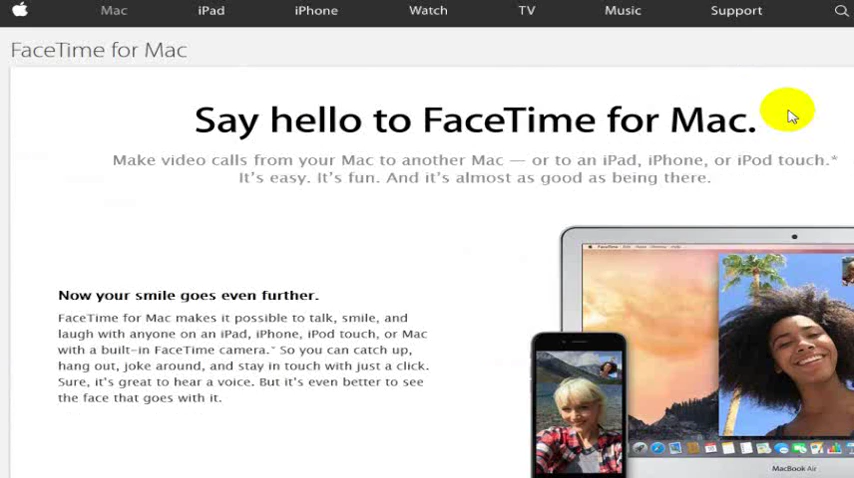 Mac iPad iPhone Watch TV Music Support
FaceTime for Mac
Say hello to FaceTime for Mac.
Make video calls from your Mac to another Mac — or to an iPad, iPhone, or iPod touch.*
It's easy. It's fun. And it's almost as good as being there.
Now your smile goes even further.
FaceTime for Mac makes it possible to talk, smile, and
laugh with anyone on an iPad, iPhone, iPod touch, or Mac
with a built-in FaceTime camera.* So you can catch up,
hang out, joke around, and stay in touch with just a click.
Sure, it's great to hear a voice. But it's even better to see
the face that goes with it.
FaceTime
MacBook Air